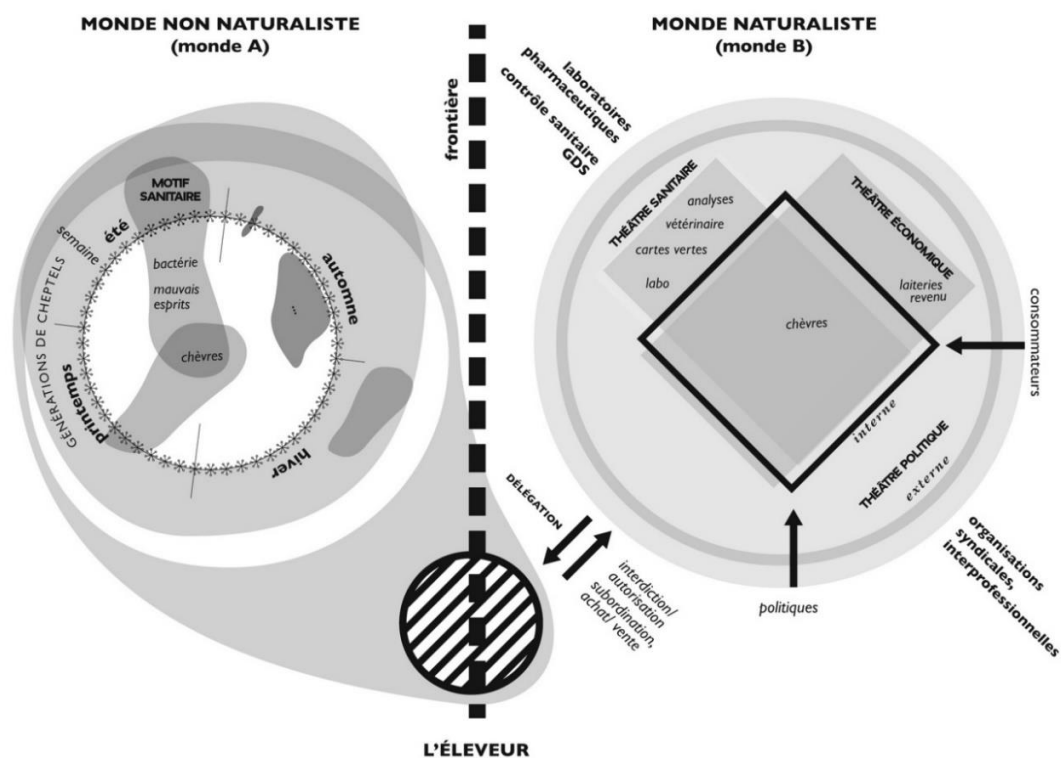 MONDE NON NATURALISTE
(monde A)
GÉNÉRATIONS DE CHEPTELS
semaine
été
MOTIF
SANITAIRE
bactérie
mauvais
esprits
chèvres
...
automne
printemps
hiver
frontière
L'ÉLEVEUR
MONDE NATURALISTE
(monde B)
laboratoires
pharmaceutiques
contrôle sanitaire
GDS
THÉÂTRE SANITAIRE
analyses
vétérinaire
cartes vertes
labo
THÉÂTRE ÉCONOMIQUE
laiteries
revenu
chèvres
consommateurs
interne
THÉÂTRE POLITIQUE
externe
DÉLÉGATION
interdiction/
autorisation
subordination,
achat/ vente
politiques
organisations
syndicales,
interprofessionnelles